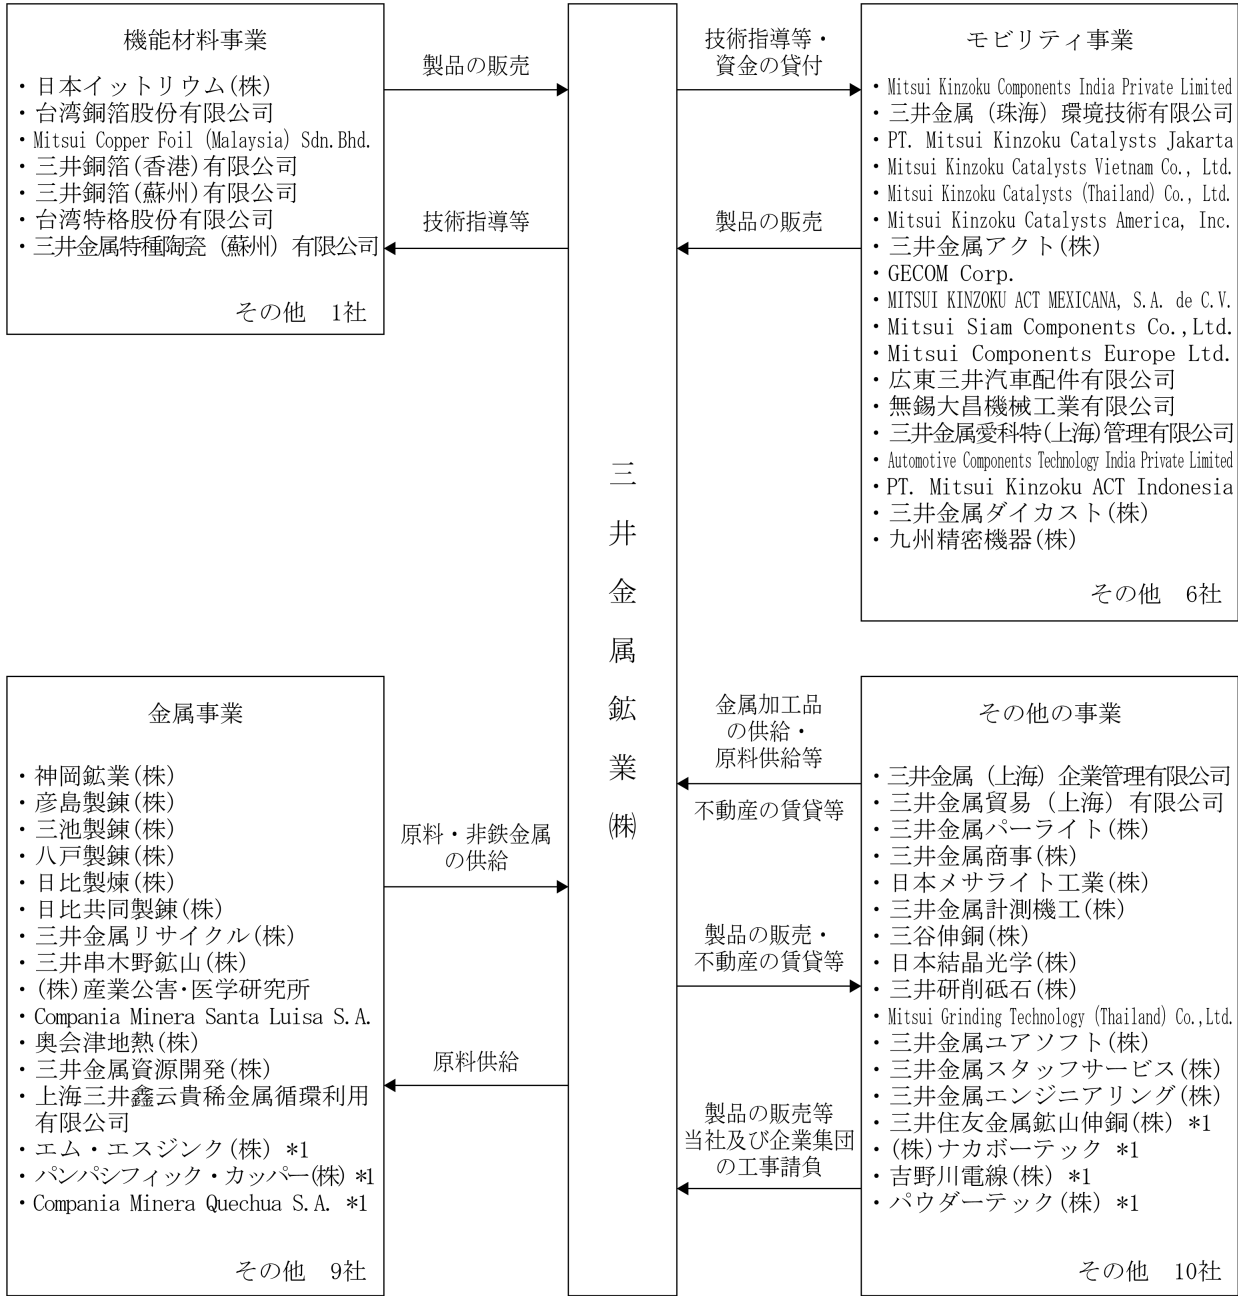 機能材料事業
・日本イットリウム(株)
・台湾銅箔股份有限公司
・Mitsui Copper Foil (Malaysia) Sdn.Bhd.
・三井銅箔(香港)有限公司
・三井銅箔(蘇州)有限公司
・台湾特格股份有限公司
・三井金属特種陶瓷（蘇州）有限公司
その他　1社
製品の販売
技術指導等
三井金属鉱業㈱
技術指導等・
資金の貸付
製品の販売
モビリティ事業
・Mitsui Kinzoku Components India Private Limited
・三井金属（珠海）環境技術有限公司
・PT. Mitsui Kinzoku Catalysts Jakarta
・Mitsui Kinzoku Catalysts Vietnam Co., Ltd.
・Mitsui Kinzoku Catalysts (Thailand) Co., Ltd.
・Mitsui Kinzoku Catalysts America, Inc.
・三井金属アクト(株)
・GECOM Corp.
・MITSUI KINZOKU ACT MEXICANA, S.A. de C.V.
・Mitsui Siam Components Co.,Ltd.
・Mitsui Components Europe Ltd.
・広東三井汽車配件有限公司
・無錫大昌機械工業有限公司
・三井金属愛科特(上海)管理有限公司
・Automotive Components Technology India Private Limited
・PT. Mitsui Kinzoku ACT Indonesia
・三井金属ダイカスト(株)
・九州精密機器(株)
その他　6社
金属事業
・神岡鉱業(株)
・彦島製錬(株)
・三池製錬(株)
・八戸製錬(株)
・日比製煉(株)
・日比共同製錬(株)
・三井金属リサイクル(株)
・三井串木野鉱山(株)
・(株)産業公害･医学研究所
・Compania Minera Santa Luisa S.A.
・奥会津地熱(株)
・三井金属資源開発(株)
・上海三井鑫云貴稀金属循環利用
有限公司
・エム・エスジンク(株) *1
・パンパシフィック・カッパー(株) *1
・Compania Minera Quechua S.A. *1
その他　9社
原料・非鉄金属
の供給
原料供給
金属加工品
の供給・
原料供給等
不動産の賃貸等
製品の販売・
不動産の賃貸等
製品の販売等
当社及び企業集団
の工事請負
その他の事業
・三井金属（上海）企業管理有限公司
・三井金属貿易（上海）有限公司
・三井金属パーライト(株)
・三井金属商事(株)
・日本メサライト工業(株)
・三井金属計測機工(株)
・三谷伸銅(株)
・日本結晶光学(株)
・三井研削砥石(株)
・Mitsui Grinding Technology (Thailand) Co.,Ltd.
・三井金属ユアソフト(株)
・三井金属スタッフサービス(株)
・三井金属エンジニアリング(株)
・三井住友金属鉱山伸銅(株) *1
・(株)ナカボーテック *1
・吉野川電線(株) *1
・パウダーテック(株) *1
その他　10社